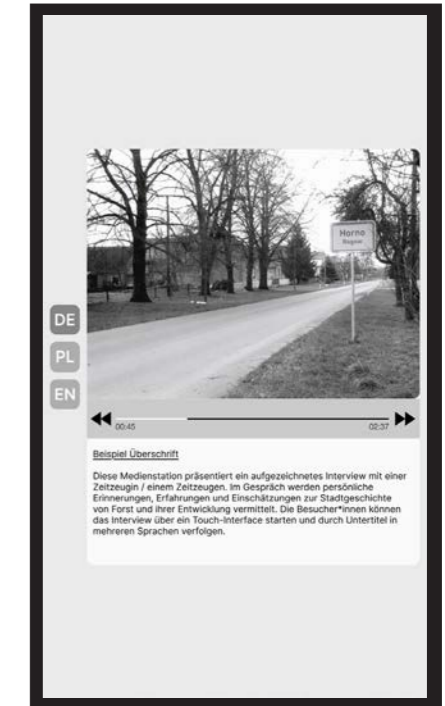 Horno
Rogow
DE
PL
EN
00:45
02:37
Beispiel Überschrift
Diese Medienstation präsentiert ein aufgezeichnetes Interview mit einer
Zeitzeugin / einem Zeitzeugen. Im Gespräch werden persönliche
Erinnerungen, Erfahrungen und Einschätzungen zur Stadtgeschichte
von Forst und ihrer Entwicklung vermittelt. Die Besucher*innen können
das Interview über ein Touch-Interface starten und durch Untertitel in
mehreren Sprachen verfolgen.